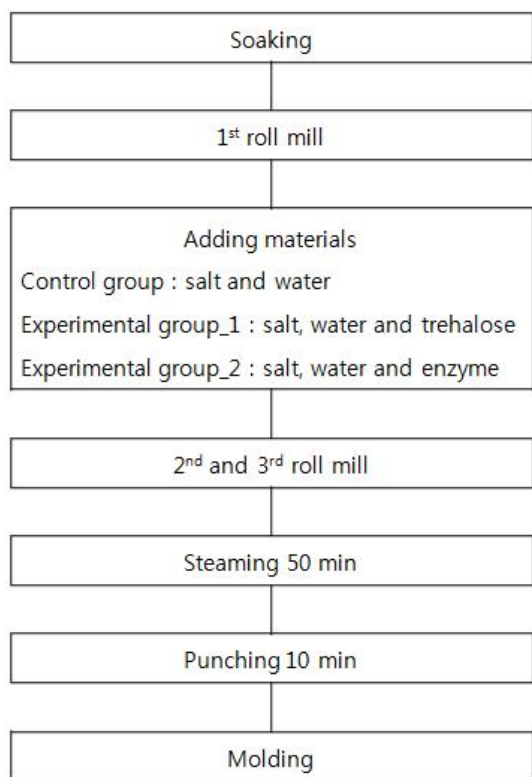 Soaking
1st roll mill
Adding materials
Control group : salt and water
Experimental group_1 : salt, water and trehalose
Experimental group_2 : salt, water and enzyme
2nd and 3rd roll mill
Steaming 50 min
Punching 10 min
Molding